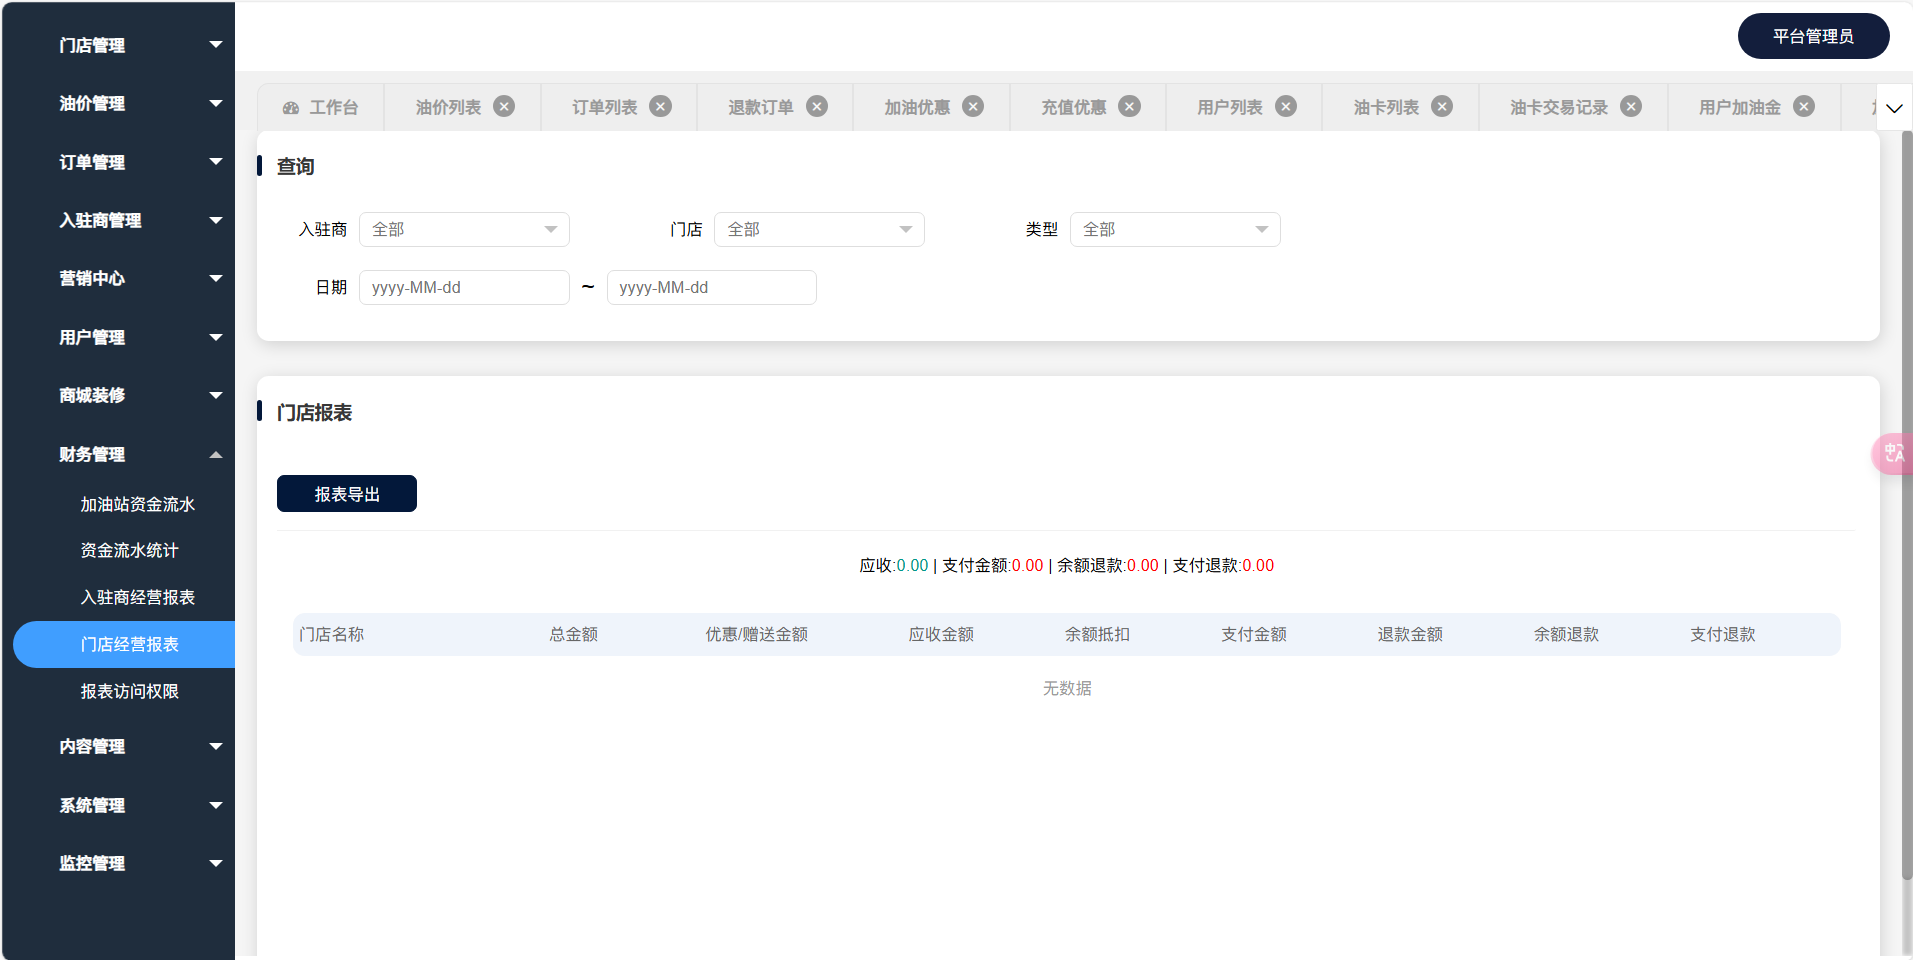 门店管理
油价管理
订单管理
入驻商管理
营销中心
用户管理
商城装修
财务管理
加油站资金流水
资金流水统计
入驻商经营报表
门店经营报表
报表访问权限
内容管理
系统管理
监控管理
平台管理员
工作台 油价列表 订单列表 退款订单 加油优惠 充值优惠 用户列表 油卡列表 油卡交易记录 用户加油金
查询
入驻商 全部 门店 全部 类型 全部
日期 yyyy-MM-dd ~ yyyy-MM-dd
门店报表
报表导出
应收:0.00 | 支付金额:0.00 | 余额退款:0.00 | 支付退款:0.00
门店名称 总金额 优惠/赠送金额 应收金额 余额抵扣 支付金额 退款金额 余额退款 支付退款
无数据
中A